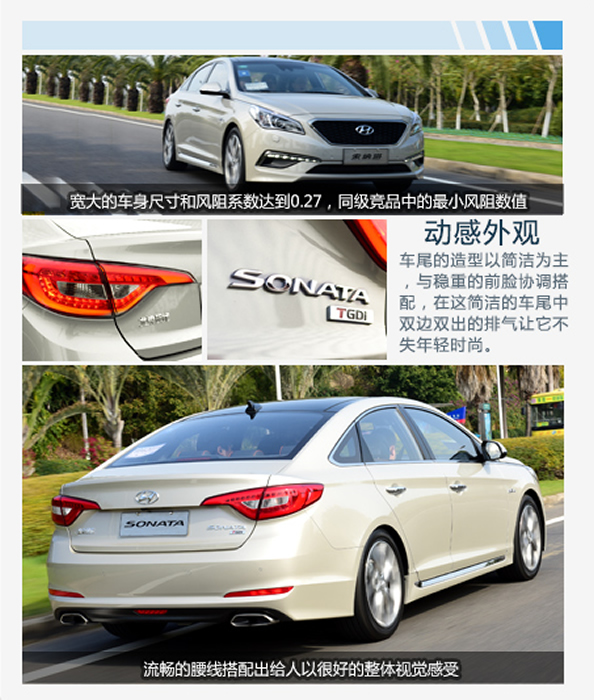 索纳塔
宽大的车身尺寸和风阻系数达到0.27，同级竞品中的最小风阻数值
动感外观
SONATA
TGDi
车尾的造型以简洁为主
，与稳重的前脸协调搭
配，在这简洁的车尾中
双边双出的排气让它不
失年轻时尚。
SONATA
SONATA
流畅的腰线搭配出给人以很好的整体视觉感受